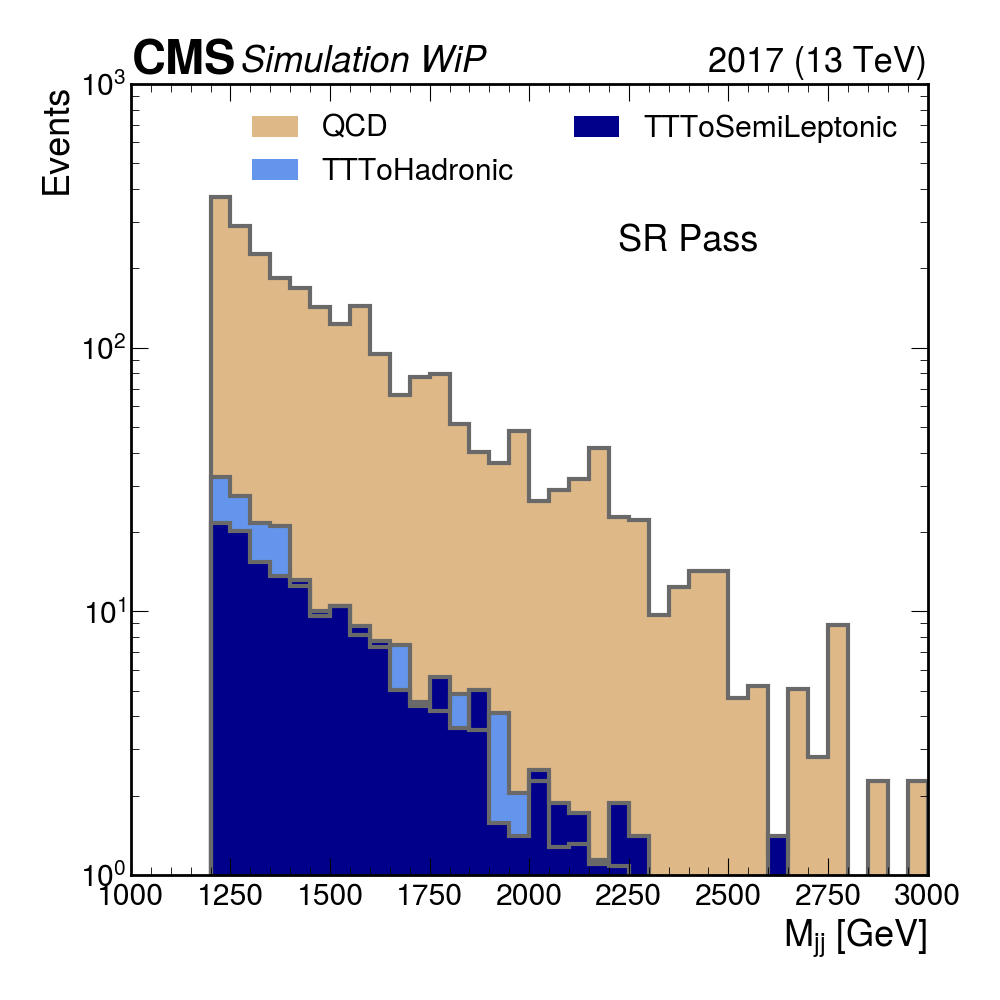 CMS Simulation WiP 2017 (13 TeV)
Events
QCD
TTToHadronic
TTToSemiLeptonic
SR Pass
10³
10²
10¹
10⁰
1000 1250 1500 1750 2000 2250 2500 2750 3000
Mjj [GeV]